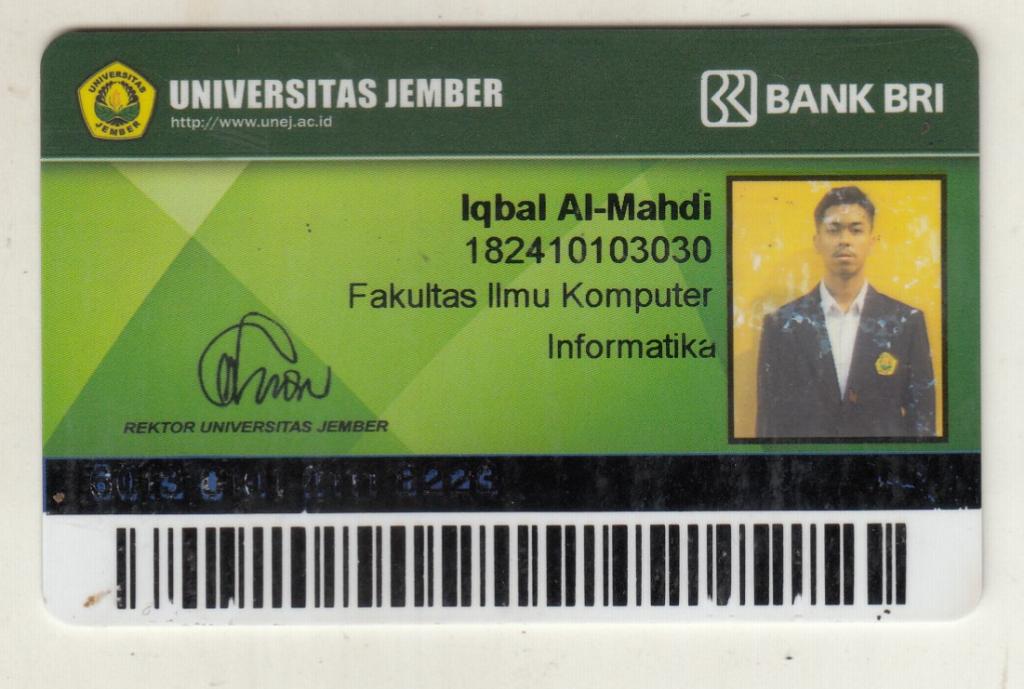 UNIVERSITAS JEMBER
http://www.unej.ac.id
BANK BRI
UNIVERSITAS
JEMBER
Iqbal Al-Mahdi
182410103030
Fakultas Ilmu Komputer
Informatika
REKTOR UNIVERSITAS JEMBER